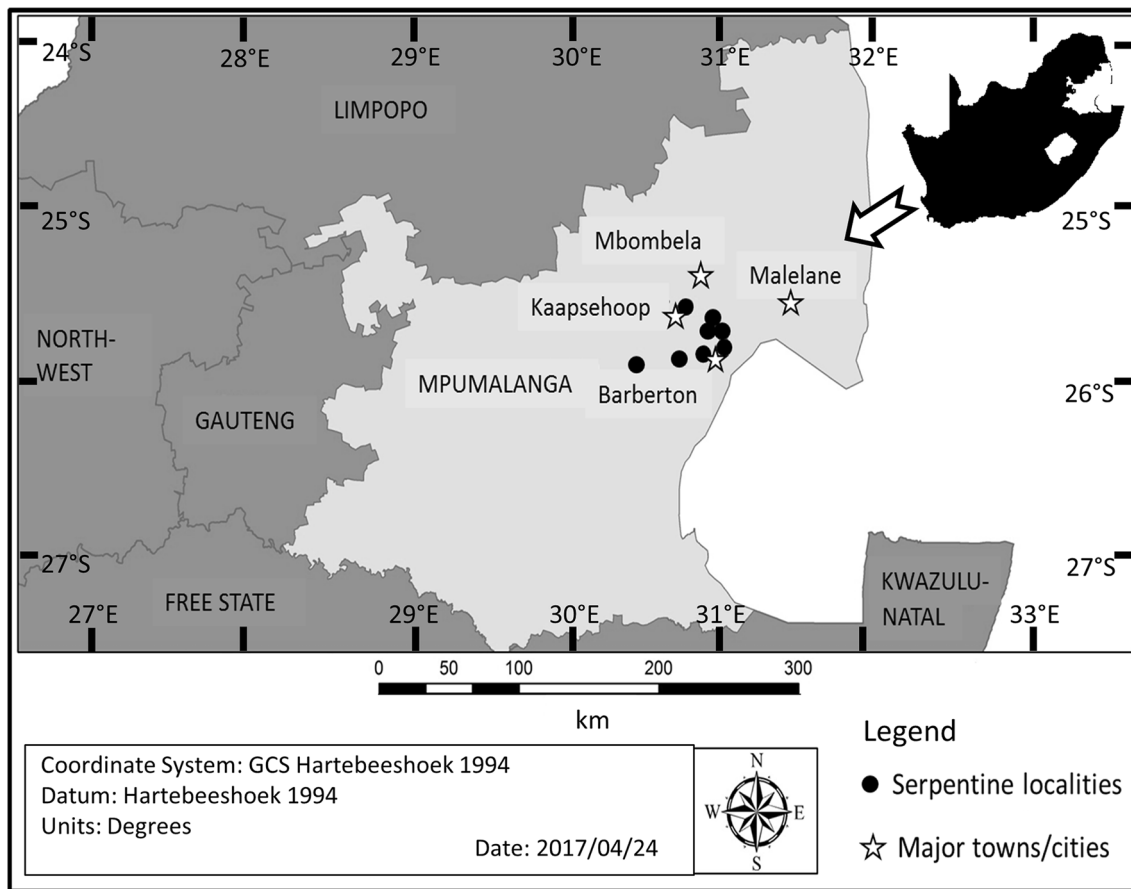 24°S
28°E
29°E
30°E
31°E
32°E
LIMPOPO
25°S
25°S
Mbombela
Malelane
Kaapsehoop
NORTH-
WEST
MPUMALANGA
Barberton
26°S
GAUTENG
27°S
27°S
KWAZULU-
NATAL
FREE STATE
27°E
29°E
30°E
31°E
33°E
0 50 100 200 300
km
Legend
Serpentine localities
Major towns/cities
Coordinate System: GCS Hartebeeshoek 1994
Datum: Hartebeeshoek 1994
Units: Degrees
Date: 2017/04/24
N
W E
S